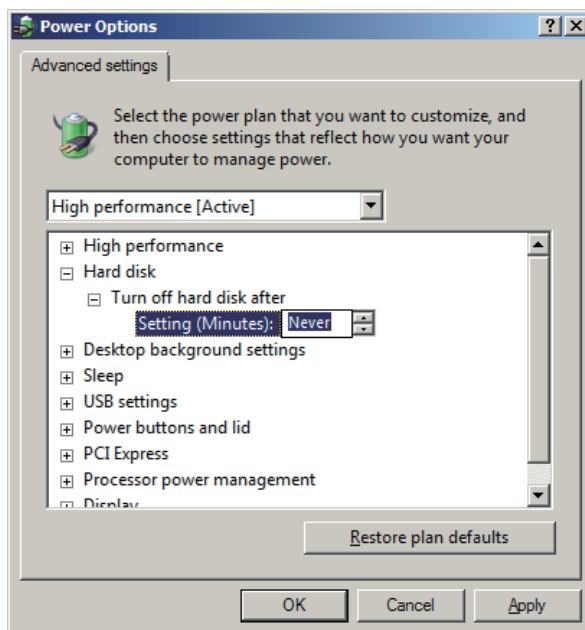 Power Options
Advanced settings
Select the power plan that you want to customize, and
then choose settings that reflect how you want your
computer to manage power.
High performance [Active]
High performance
Hard disk
Turn off hard disk after
Setting (Minutes): Never
Desktop background settings
Sleep
USB settings
Power buttons and lid
PCI Express
Processor power management
Display
Restore plan defaults
OK Cancel Apply